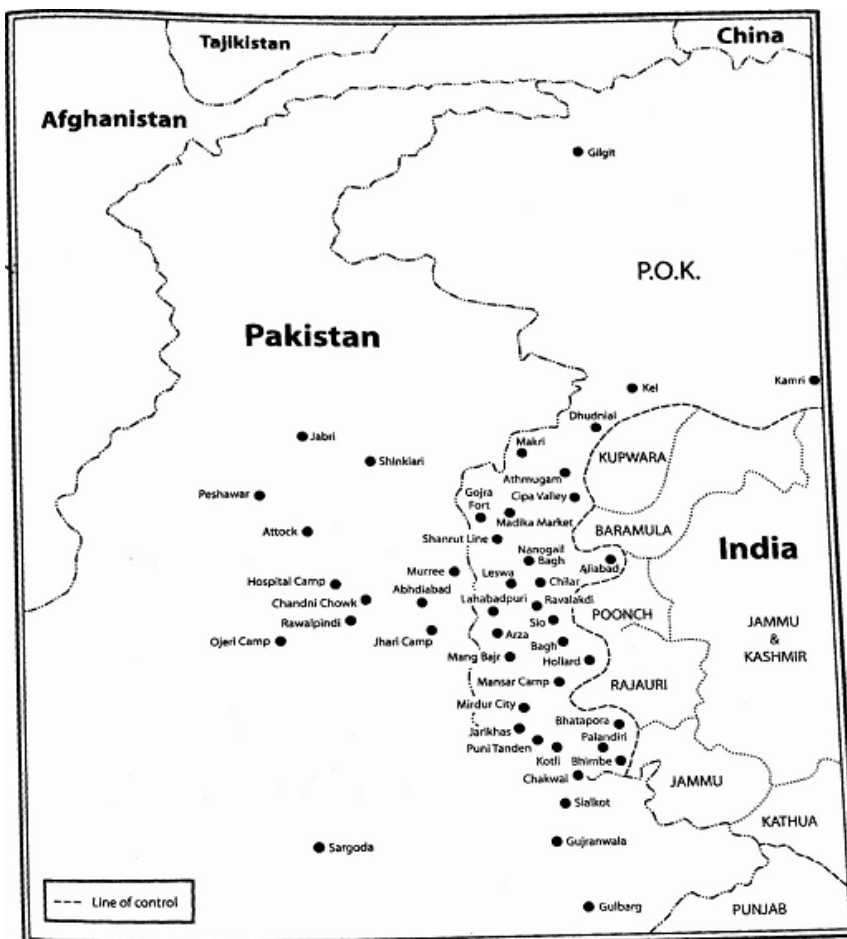 Tajikistan
China
Afghanistan
Gilgit
P.O.K.
Pakistan
Kel
Kamri
Dhudnial
Jabri
Makri
Shinkiari
KUPWARA
Athmugam
Peshawar
Cipa Valley
Gojra
Fort
Madika Market
BARAMULA
Attock
Shanrut Line
Nanogail
Bagh
Aliabad
India
Murree
Leswa
Chilar
Hospital Camp
Abhdiabad
Chandni Chowk
Lahabadpuri
Ravalakdi
POONCH
Rawalpindi
Sio
JAMMU
&
KASHMIR
Ojeri Camp
Jhari Camp
Arza
Bagh
Mang Bajr
Hollard
Mansar Camp
RAJAURI
Mirdur City
Bhatapora
Jarikhas
Palandiri
Puni Tanden
Kotli
Bhimbe
Chakwal
JAMMU
Sialkot
KATHUA
Sargoda
Gujranwala
Line of control
Gulbarg
PUNJAB